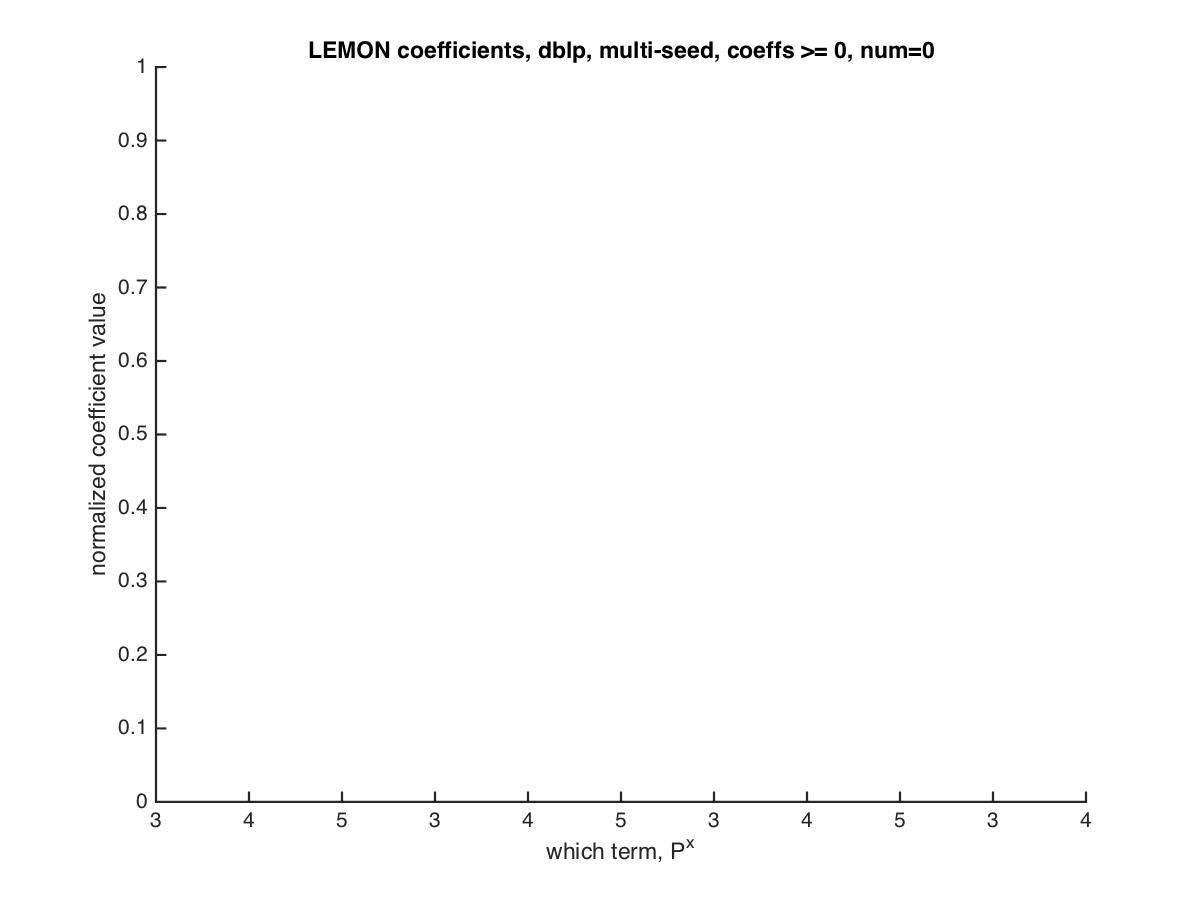 LEMON coefficients, dblp, multi-seed, coeffs >= 0, num=0
1
0.9
0.8
0.7
0.6
0.5
0.4
0.3
0.2
0.1
0
normalized coefficient value
3 4 5 3 4 5 3 4 5 3 4
which term, P^x